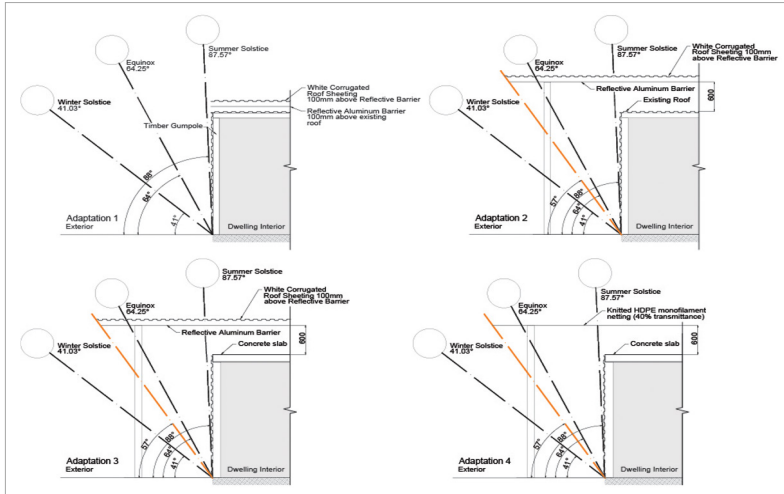 Summer Solstice
87.57°
Equinox
64.25°
Winter Solstice
41.03°
White Corrugated
Roof Sheeting
100mm above Reflective Barrier
Reflective Aluminum Barrier
100mm above existing
roof
Timber Gumpole
88°
64°
41°
Adaptation 1
Exterior
Dwelling Interior
Summer Solstice
87.57°
Equinox
64.25°
Winter Solstice
41.03°
White Corrugated
Roof Sheeting 100mm
above Reflective Barrier
Reflective Aluminum Barrier
Existing Roof
600
57°
88°
64°
41°
Adaptation 2
Exterior
Dwelling Interior
Summer Solstice
87.57°
White Corrugated
Roof Sheeting 100mm
above Reflective Barrier
Equinox
64.25°
Winter Solstice
41.03°
Reflective Aluminum Barrier
Concrete slab
600
57°
88°
64°
41°
Adaptation 3
Exterior
Dwelling Interior
Summer Solstice
87.57°
Equinox
64.25°
Winter Solstice
41.03°
Knitted HDPE monofilament
netting (40% transmittance)
Concrete slab
600
57°
88°
64°
41°
Adaptation 4
Exterior
Dwelling Interior